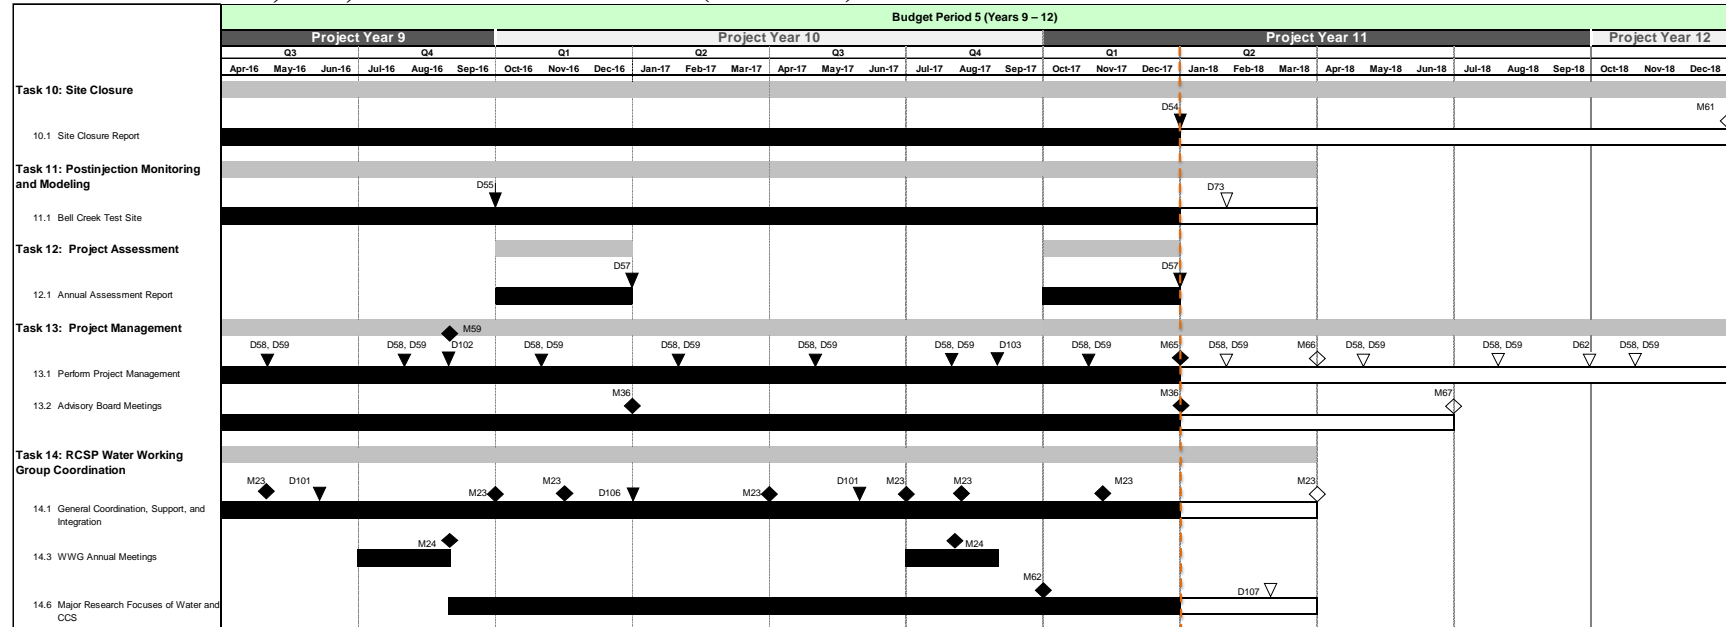 Budget Period 5 (Years 9 – 12)
Project Year 9 Project Year 10 Project Year 11 Project Year 12
Q3 Q4 Q1 Q2 Q3 Q4 Q1 Q2
Apr-16 May-16 Jun-16 Jul-16 Aug-16 Sep-16 Oct-16 Nov-16 Dec-16 Jan-17 Feb-17 Mar-17 Apr-17 May-17 Jun-17 Jul-17 Aug-17 Sep-17 Oct-17 Nov-17 Dec-17 Jan-18 Feb-18 Mar-18 Apr-18 May-18 Jun-18 Jul-18 Aug-18 Sep-18 Oct-18 Nov-18 Dec-18
Task 10: Site Closure
D54 M61
10.1 Site Closure Report
Task 11: Postinjection Monitoring
and Modeling
D55 D73
11.1 Bell Creek Test Site
Task 12: Project Assessment
D57 D57
12.1 Annual Assessment Report
Task 13: Project Management
M59
D58, D59 D58, D59 D102 D58, D59 D58, D59 D58, D59 D58, D59 D103 D58, D59 M65 D58, D59 M66 D58, D59 D58, D59 D62 D58, D59
13.1 Perform Project Management
M36 M36 M67
13.2 Advisory Board Meetings
Task 14: RCSP Water Working
Group Coordination
M23 D101 M23 M23 D106 M23 D101 M23 M23 M23 M23
14.1 General Coordination, Support, and
Integration
M24 M24
14.3 WWG Annual Meetings
M62 D107
14.6 Major Research Focuses of Water and
CCS